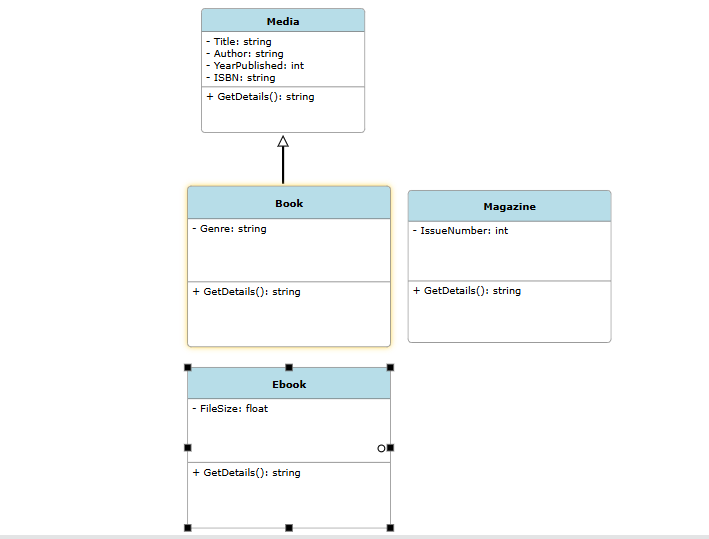 Media
- Title: string
- Author: string
- YearPublished: int
- ISBN: string
+ GetDetails(): string
Book
- Genre: string
+ GetDetails(): string
Magazine
- IssueNumber: int
+ GetDetails(): string
Ebook
- FileSize: float
+ GetDetails(): string